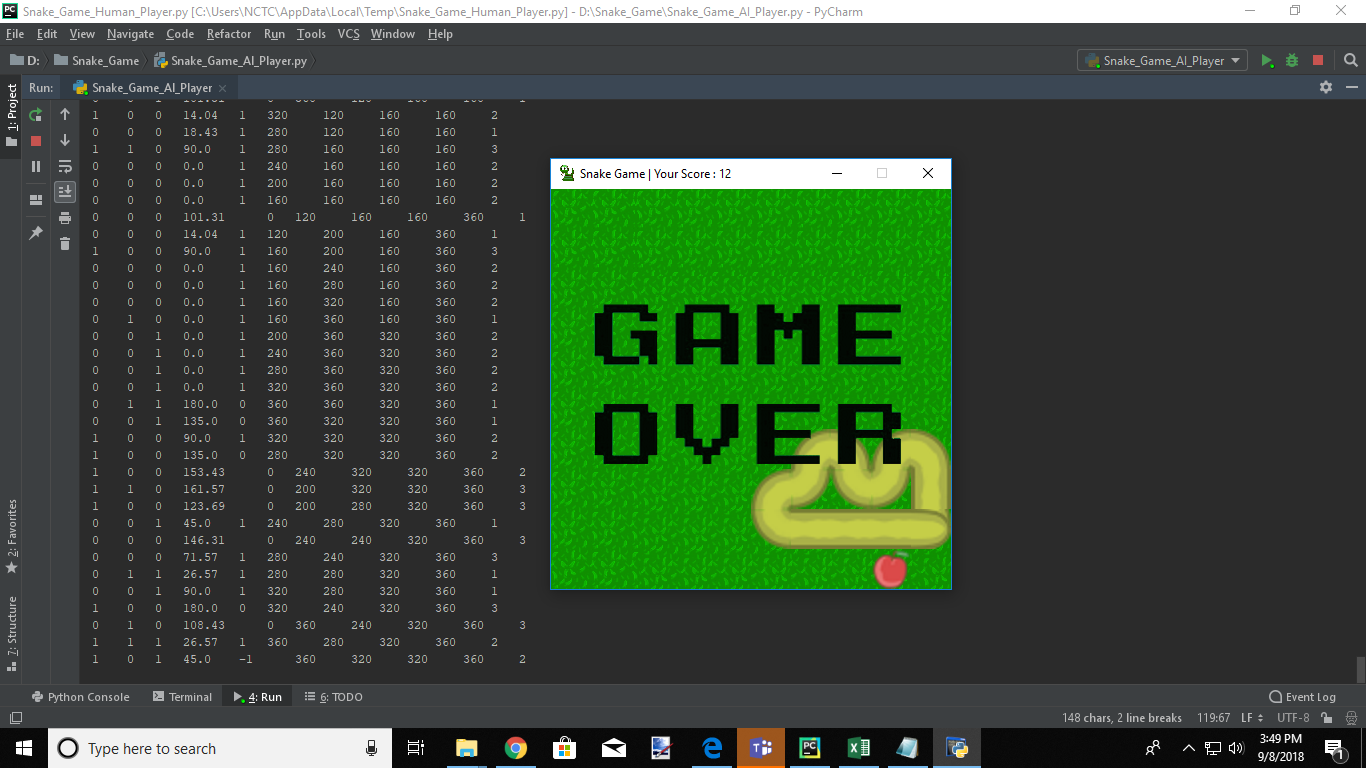 Snake_Game_Human_Player.py [C:\Users\NCTC\AppData\Local\Temp\Snake_Game_Human_Player.py] - D:\Snake_Game\Snake_Game_AI_Player.py - PyCharm
File Edit View Navigate Code Refactor Run Tools VCS Window Help
D: Snake_Game Snake_Game_AI_Player.py Snake_Game_AI_Player
Run: Snake_Game_AI_Player
1: Project
1 0 0 14.04 1 320 120 160 160 2
0 0 0 18.43 1 280 120 160 160 1
1 1 0 90.0 1 280 160 160 160 3
0 0 0 0.0 1 240 160 160 160 2
0 0 0 0.0 1 200 160 160 160 2
0 0 0 0.0 1 160 160 160 160 2
0 0 0 101.31 0 120 160 160 360 1
0 0 0 14.04 1 120 200 160 360 1
1 0 0 90.0 1 160 200 160 360 3
0 0 0 0.0 1 160 240 160 360 2
0 0 0 0.0 1 160 280 160 360 2
0 0 0 0.0 1 160 320 160 360 2
0 1 0 0.0 1 160 360 160 360 1
0 0 1 0.0 1 200 360 320 360 2
0 0 1 0.0 1 240 360 320 360 2
0 0 1 0.0 1 280 360 320 360 2
0 0 1 0.0 1 320 360 320 360 2
0 1 1 180.0 0 360 360 320 360 1
0 0 1 135.0 0 360 320 320 360 1
1 0 1 90.0 1 320 320 320 360 2
1 0 1 135.0 0 280 320 320 360 2
1 0 1 153.43 0 240 320 320 360 2
1 1 0 161.57 0 200 320 320 360 3
1 0 0 123.69 0 200 280 320 360 3
0 0 1 45.0 1 240 280 320 360 1
0 0 0 146.31 0 240 240 320 360 3
0 0 0 71.57 1 280 240 320 360 3
0 1 1 26.57 1 280 280 320 360 1
0 0 1 90.0 1 320 280 320 360 1
1 0 0 180.0 0 320 240 320 360 3
0 1 0 108.43 0 360 240 320 360 3
1 1 1 26.57 1 360 280 320 360 2
1 0 1 45.0 -1 360 320 320 360 2
Snake Game | Your Score : 12
GAME
OVER
2: Favorites
7: Structure
Python Console Terminal 4: Run 6: TODO Event Log
148 chars, 2 line breaks 119:67 LF UTF-8
Type here to search
3:49 PM
9/8/2018
1